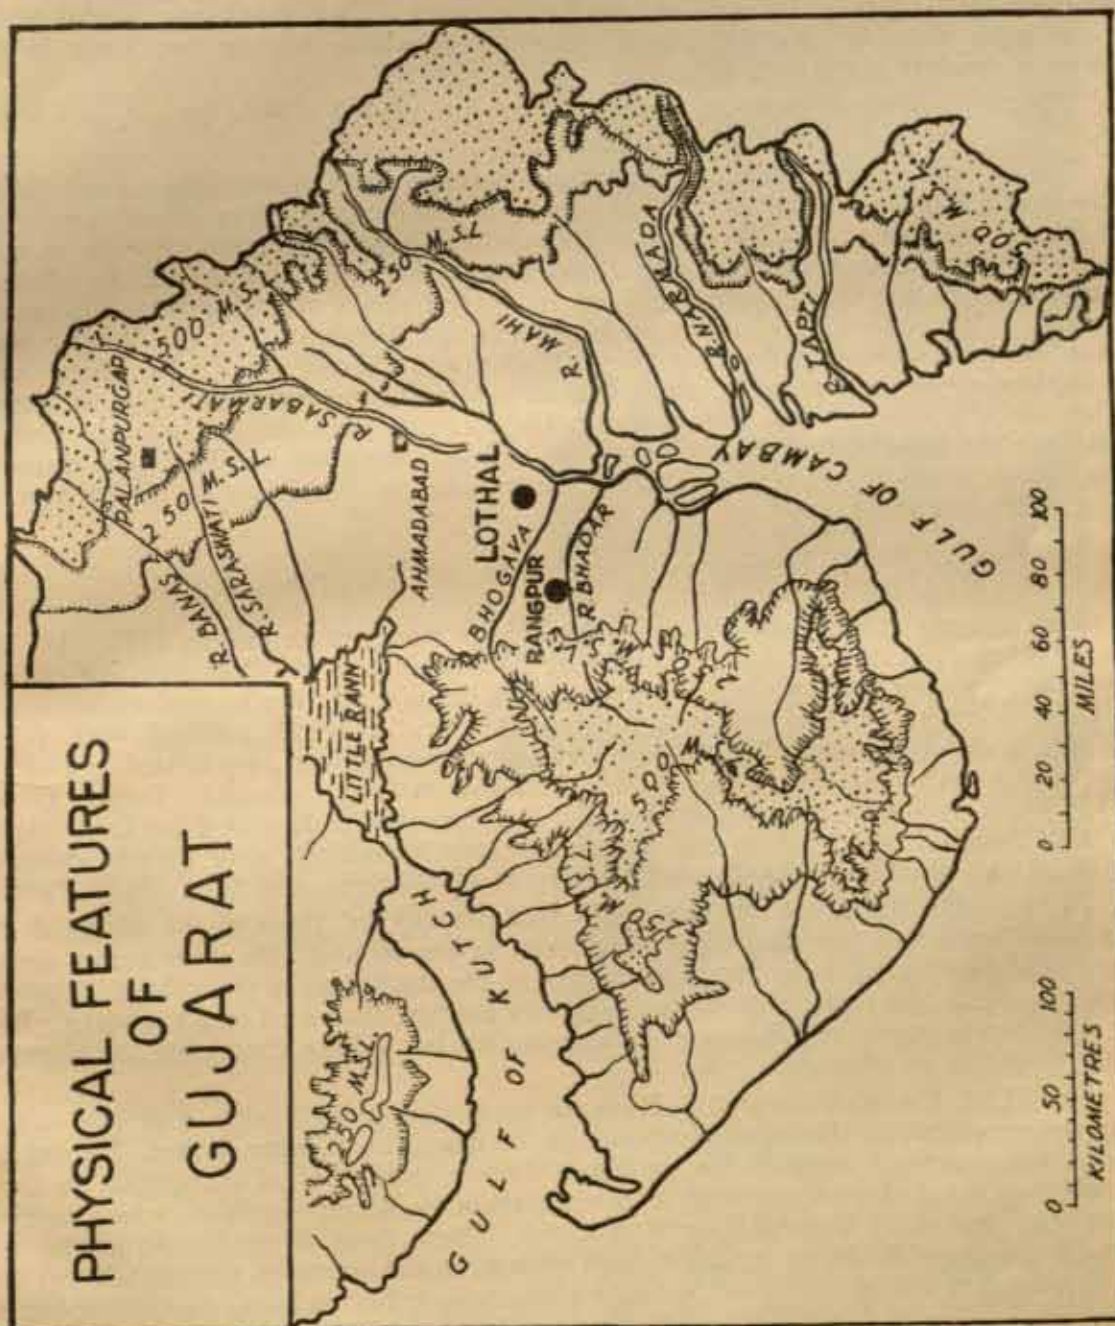 PHYSICAL FEATURES
OF
GUJARAT
PALANPURGAP
500 M.S.L
250 M.S.L
R. BANAS
R. SARASWATI
R SABARMATI
AHMADABAD
LITTLE RANN
LOTHAL
BHOGAVA
RANGPUR
R BHADAR
250 M.S.L
R. MAHI
R NARMADA
R TAPTI
500 M
GULF OF CAMBAY
GULF OF KUTCH
250 M.S.L
500 M
0 20 40 60 80 100
MILES
0 50 100
KILOMETRES